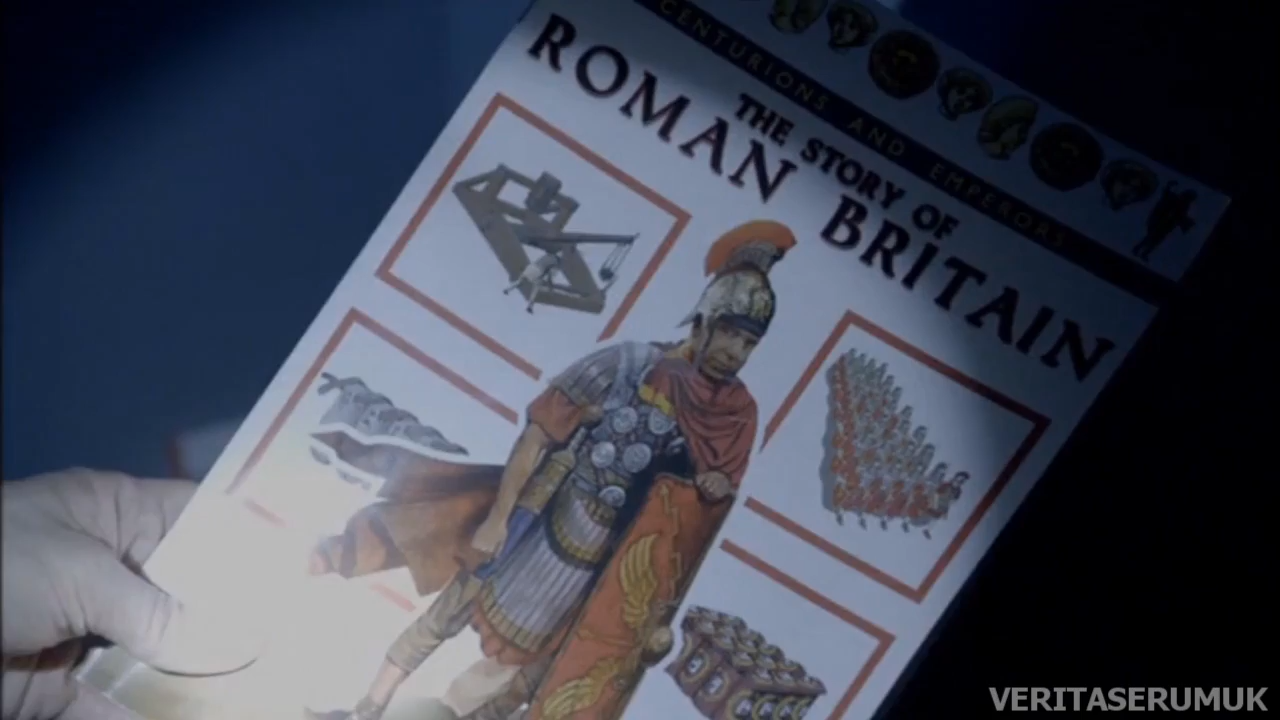 CENTURIONS AND EMPERORS
THE STORY OF
ROMAN BRITAIN
VERITASERUMUK